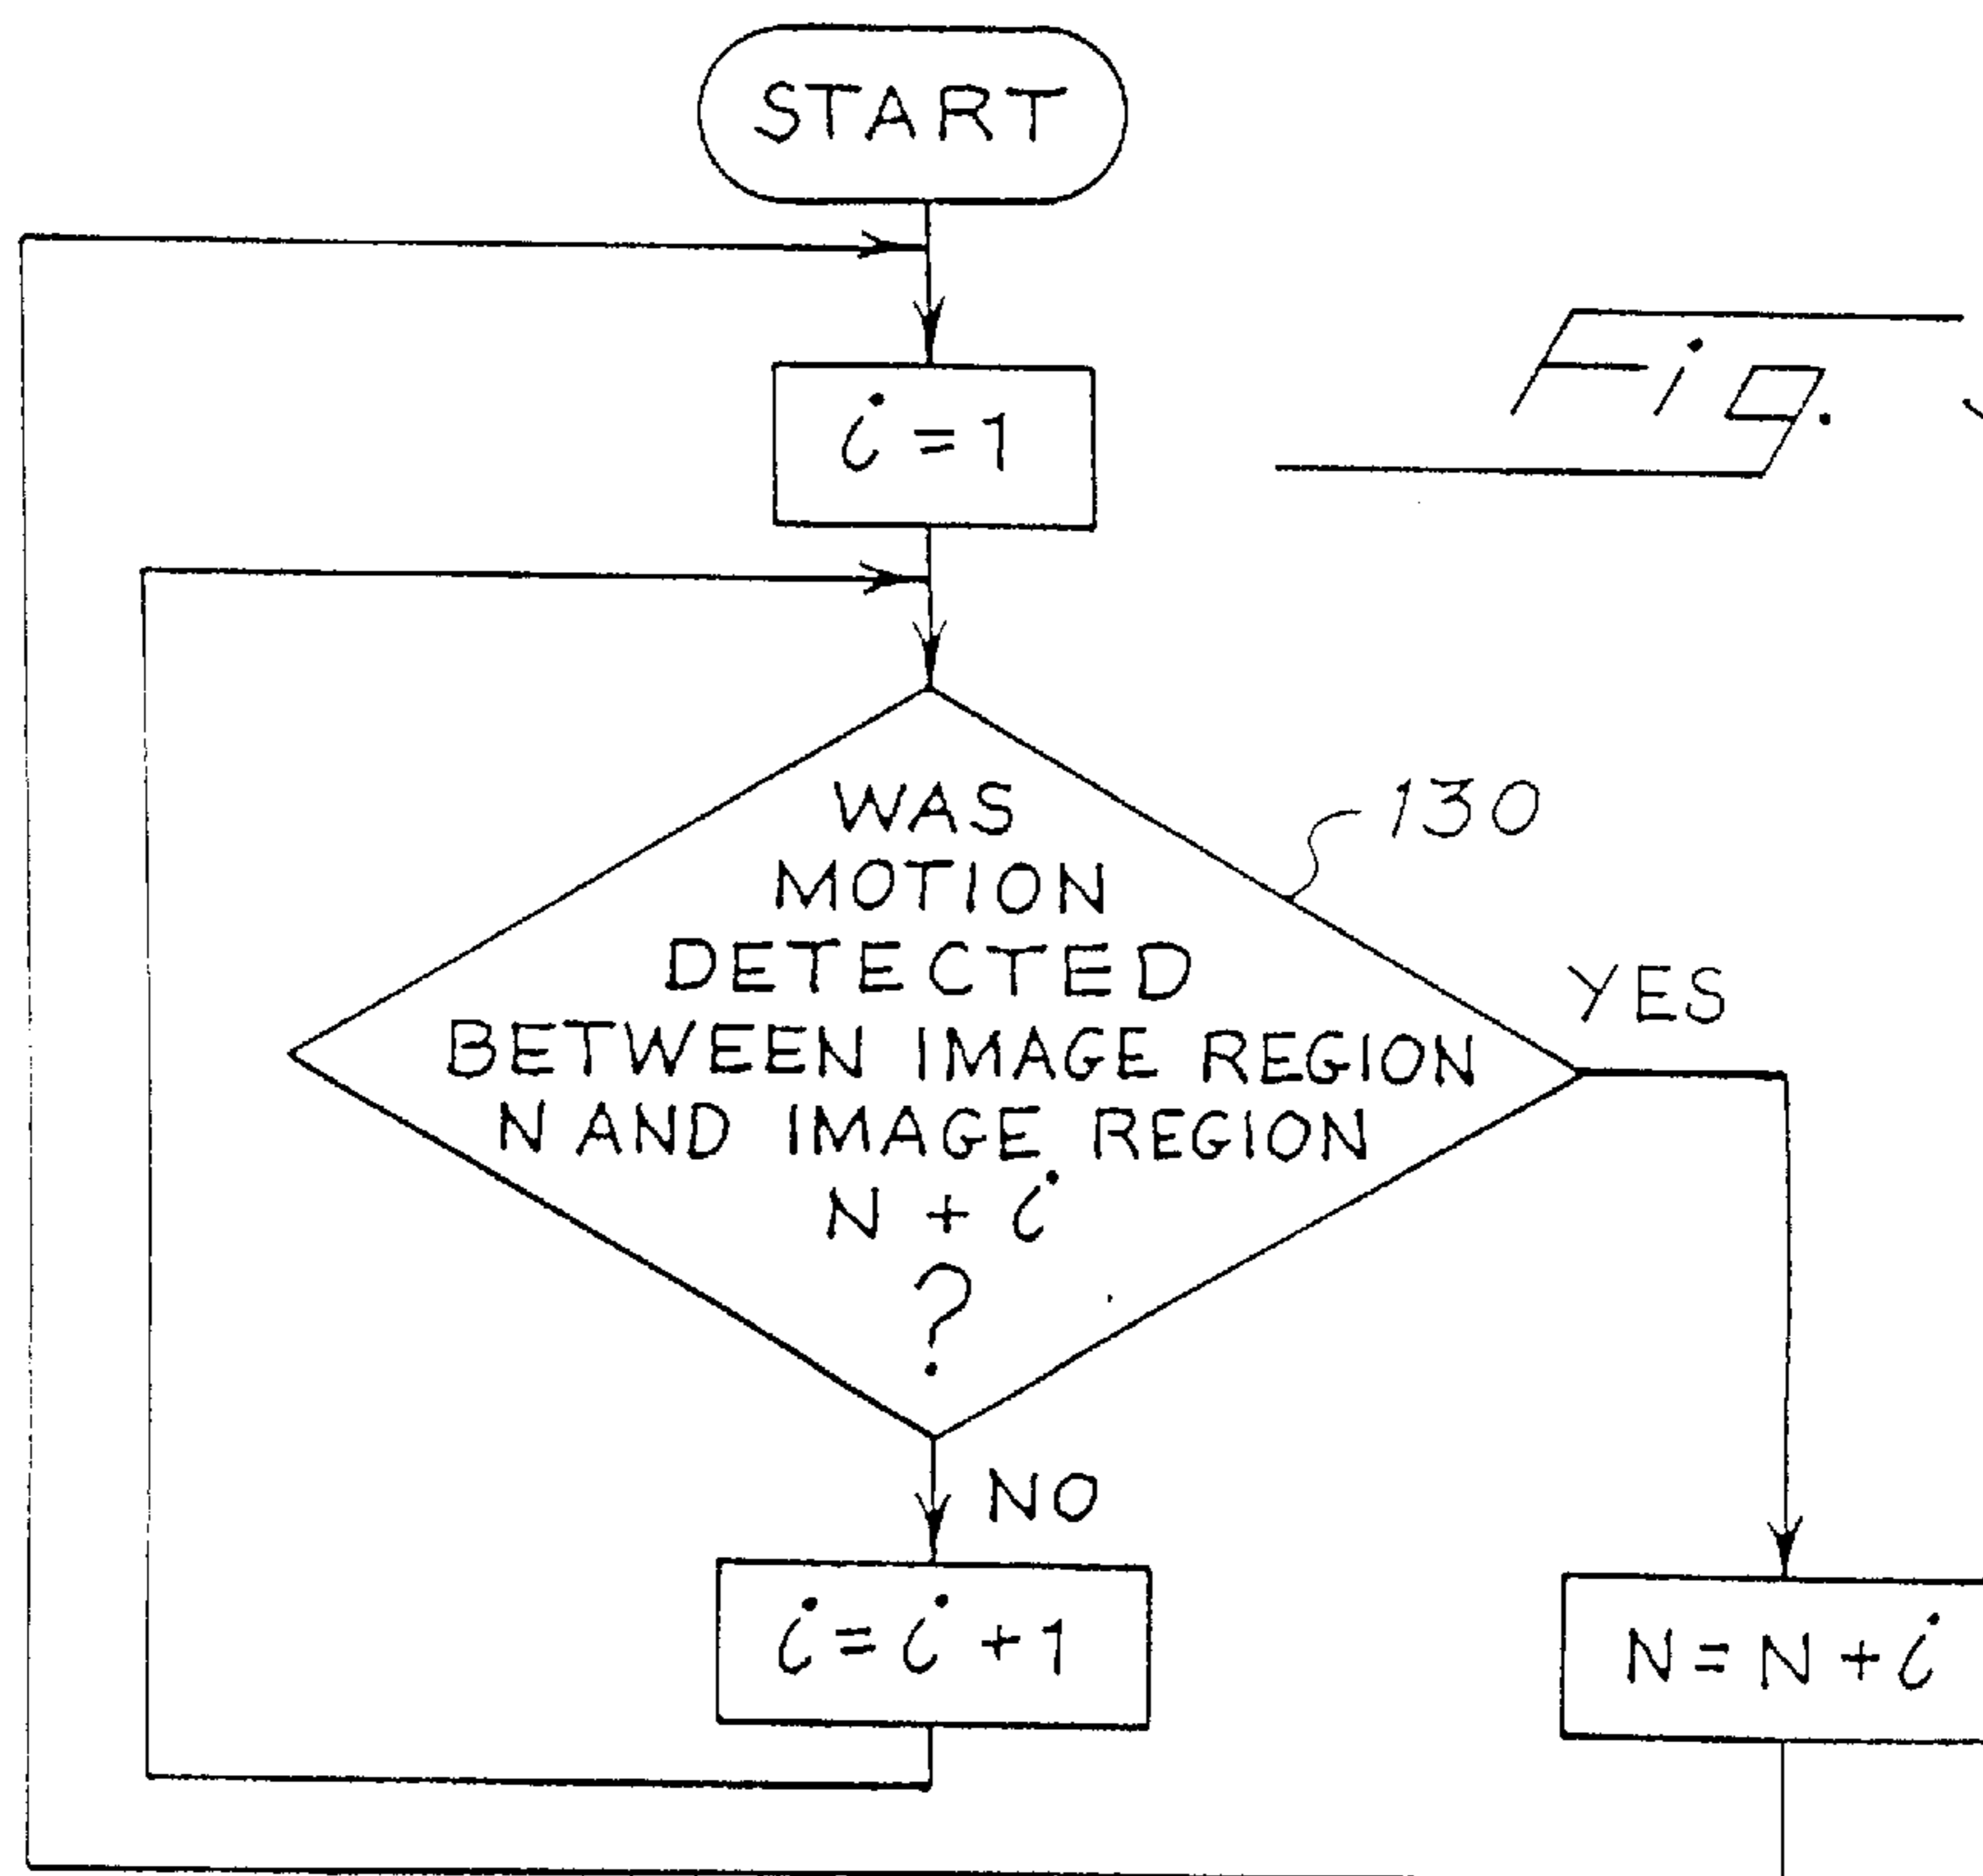 START
i = 1
Fig.
WAS
MOTION
DETECTED
BETWEEN IMAGE REGION
N AND IMAGE REGION
N + i
?
130
YES
NO
i = i + 1
N = N + i